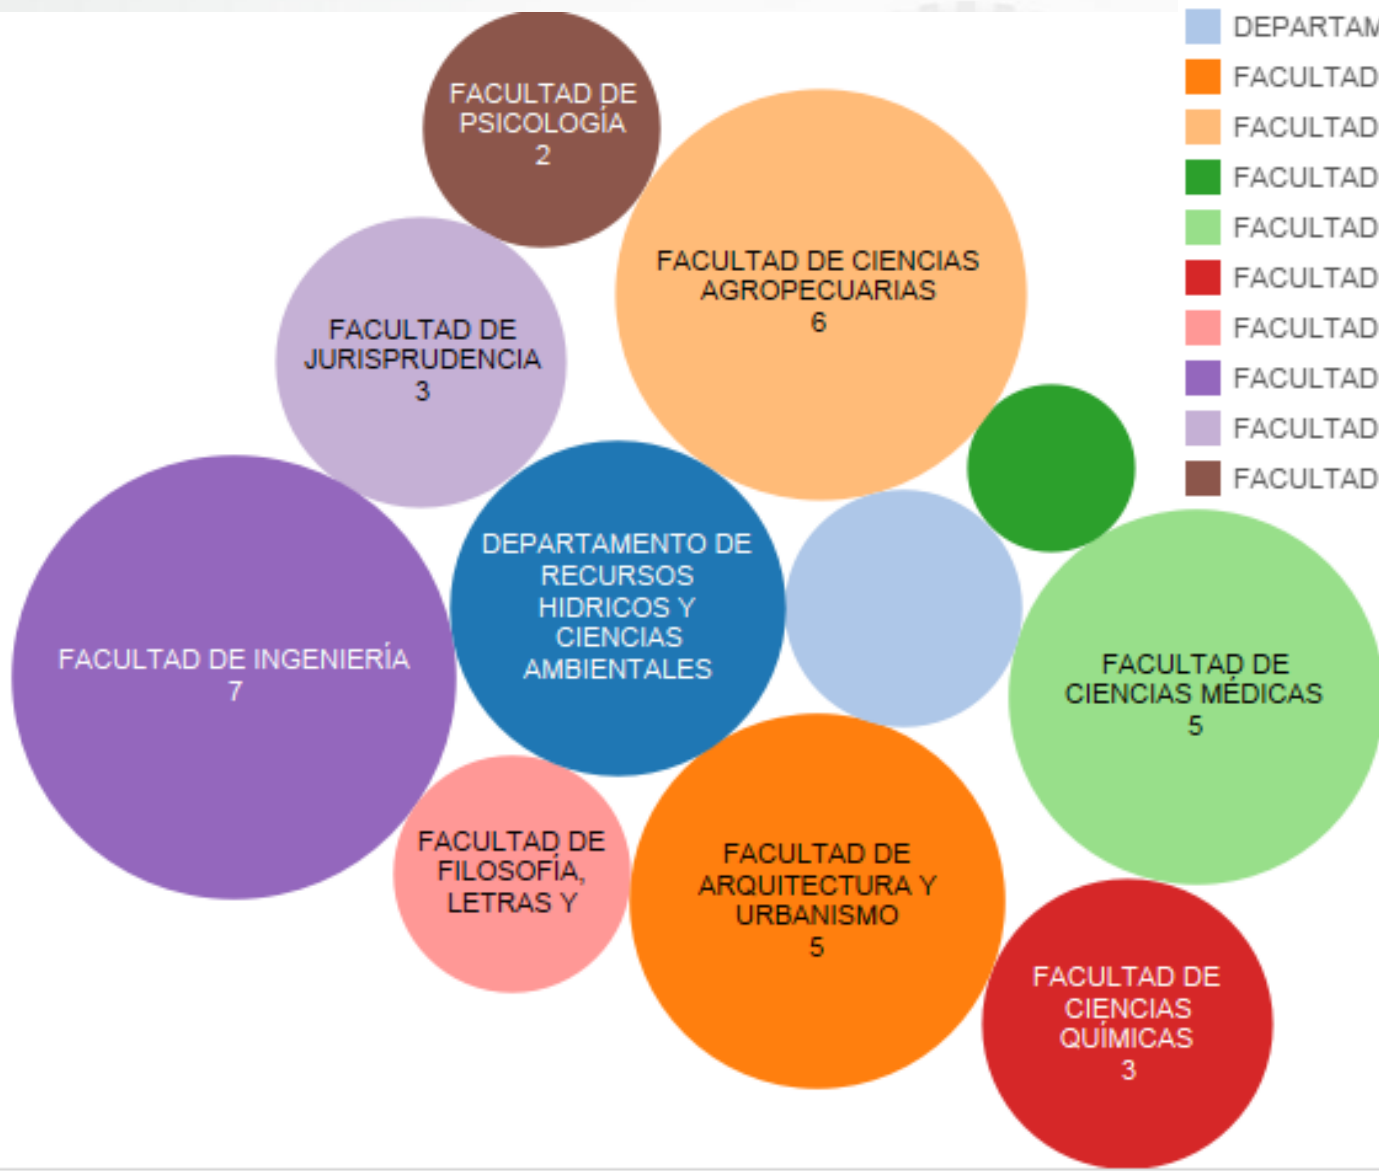 FACULTAD DE
PSICOLOGÍA
2
FACULTAD DE CIENCIAS
AGROPECUARIAS
6
FACULTAD DE
JURISPRUDENCIA
3
DEPARTAMENTO DE
RECURSOS
HIDRICOS Y
CIENCIAS
AMBIENTALES
FACULTAD DE INGENIERÍA
7
FACULTAD DE
CIENCIAS MÉDICAS
5
FACULTAD DE
FILOSOFÍA,
LETRAS Y
FACULTAD DE
ARQUITECTURA Y
URBANISMO
5
FACULTAD DE
CIENCIAS
QUÍMICAS
3
DEPARTAM
FACULTAD
FACULTAD
FACULTAD
FACULTAD
FACULTAD
FACULTAD
FACULTAD
FACULTAD
FACULTAD